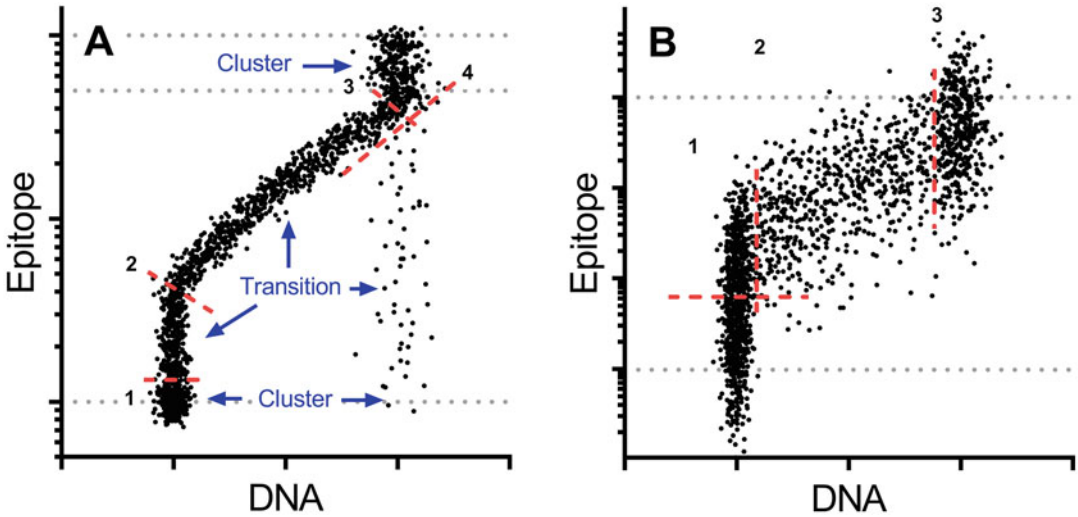 A
Cluster
4
3
2
Transition
1
Cluster
Epitope
DNA
B
3
2
1
Epitope
DNA